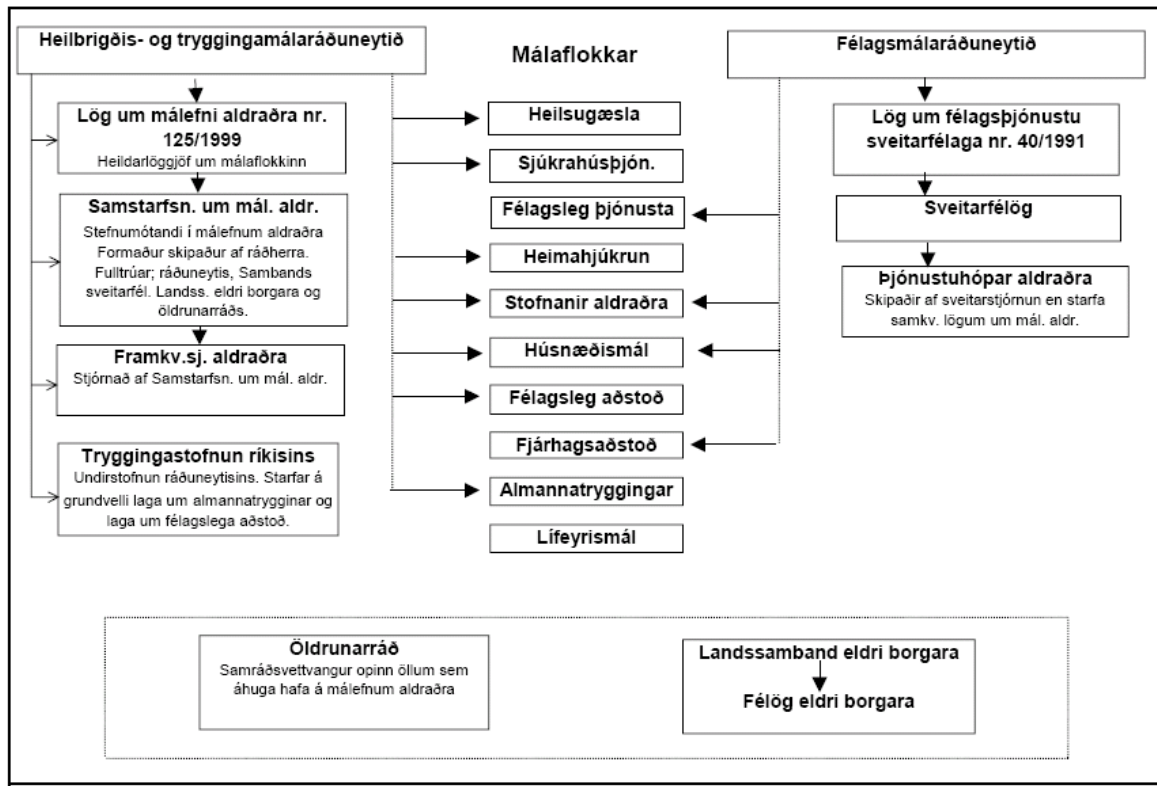 Heilbrigðis- og tryggingamálaráðuneytið
Lög um málefni aldraðra nr.
125/1999
Heildarlöggjöf um málaflokkinn
Samstarfsn. um mál. aldr.
Stefnumótandi í málefnum aldraðra
Formaður skipaður af ráðherra.
Fulltrúar; ráðuneytis, Sambands
sveitarfél. Landss. eldri borgara og
öldrunarráðs.
Framkv.sj. aldraðra
Stjórnað af Samstarfsn. um mál. aldr.
Tryggingastofnun ríkisins
Undirstofnun ráðuneytisins. Starfar á
grundvelli laga um almannatrygginar og
laga um félagslega aðstoð.
Málaflokkar
Heilsugæsla
Sjúkrahúsþjón.
Félagsleg þjónusta
Heimahjúkrun
Stofnanir aldraðra
Húsnæðismál
Félagsleg aðstoð
Fjárhagsaðstoð
Almannatryggingar
Lífeyrismál
Félagsmálaráðuneytið
Lög um félagsþjónustu
sveitarfélaga nr. 40/1991
Sveitarfélög
Þjónustuhópar aldraðra
Skipaðir af sveitarstjórnun en starfa
samkv. lögum um mál. aldr.
Öldrunarráð
Samráðsvettvangur opinn öllum sem
áhuga hafa á málefnum aldraðra
Landssamband eldri borgara
Félög eldri borgara